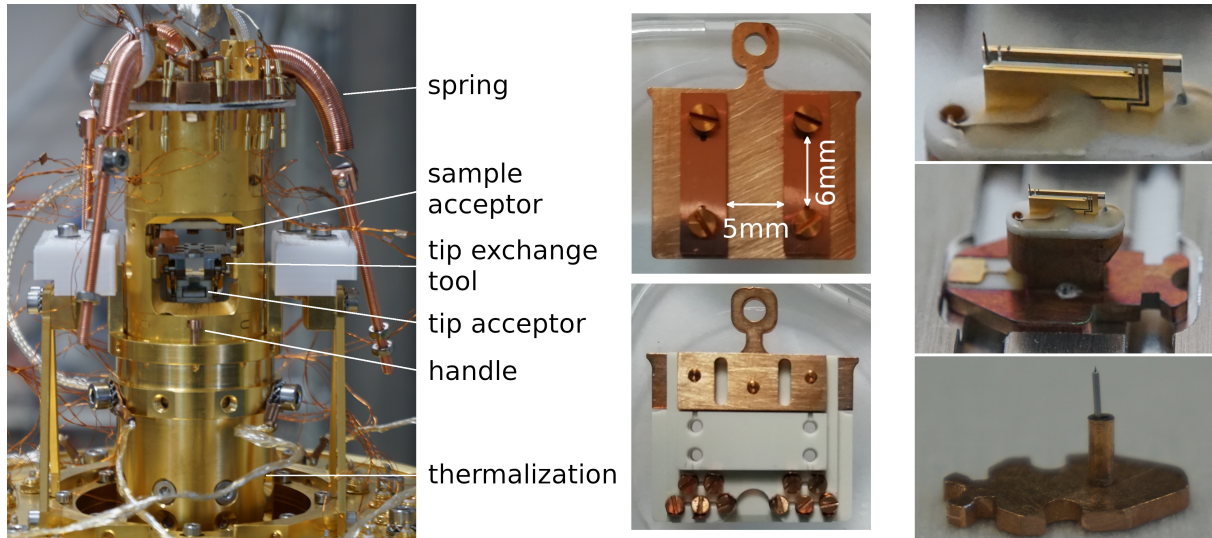 spring
sample
acceptor
tip exchange
tool
tip acceptor
handle
thermalization
6mm
5mm